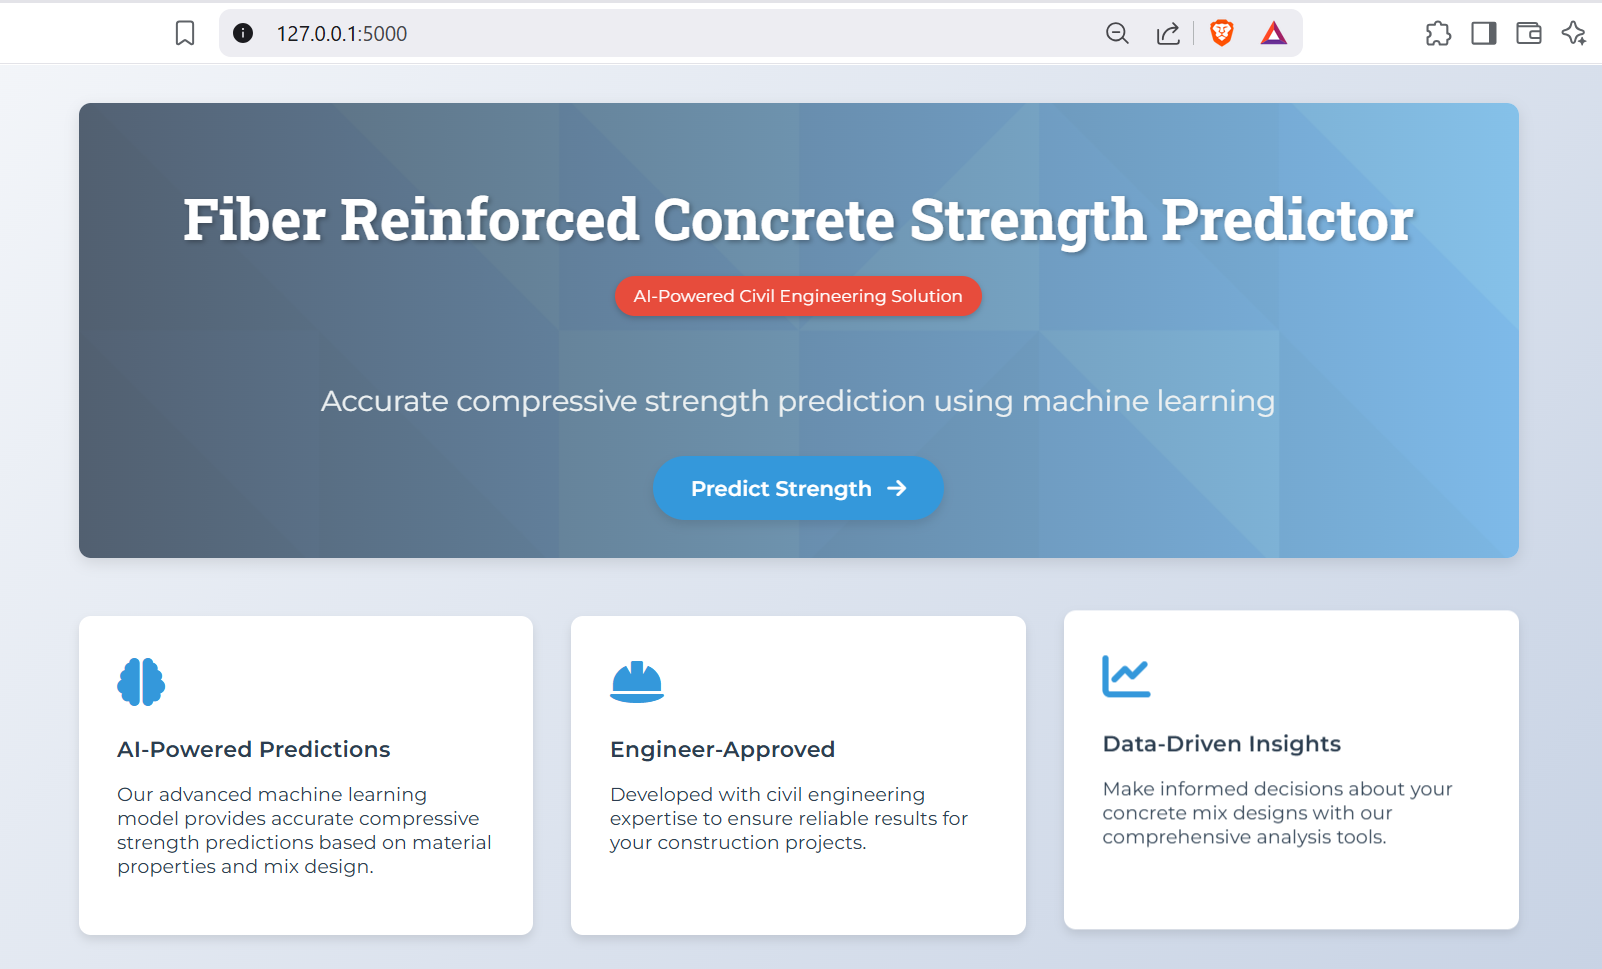 127.0.0.1:5000
Fiber Reinforced Concrete Strength Predictor
AI-Powered Civil Engineering Solution
Accurate compressive strength prediction using machine learning
Predict Strength
AI-Powered Predictions
Our advanced machine learning
model provides accurate compressive
strength predictions based on material
properties and mix design.
Engineer-Approved
Developed with civil engineering
expertise to ensure reliable results for
your construction projects.
Data-Driven Insights
Make informed decisions about your
concrete mix designs with our
comprehensive analysis tools.